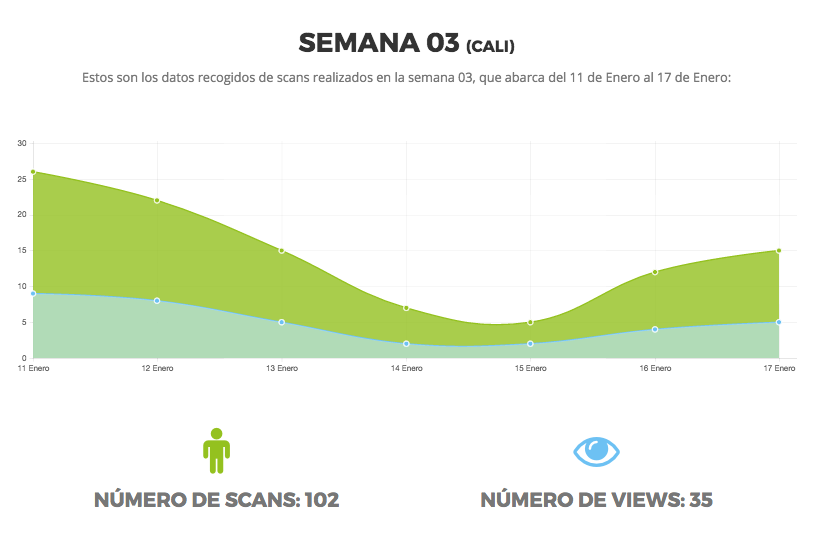 SEMANA 03 (CALI)
Estos son los datos recogidos de scans realizados en la semana 03, que abarca del 11 de Enero al 17 de Enero:
30
25
20
15
10
5
0
11 Enero 12 Enero 13 Enero 14 Enero 15 Enero 16 Enero 17 Enero
NÚMERO DE SCANS: 102 NÚMERO DE VIEWS: 35